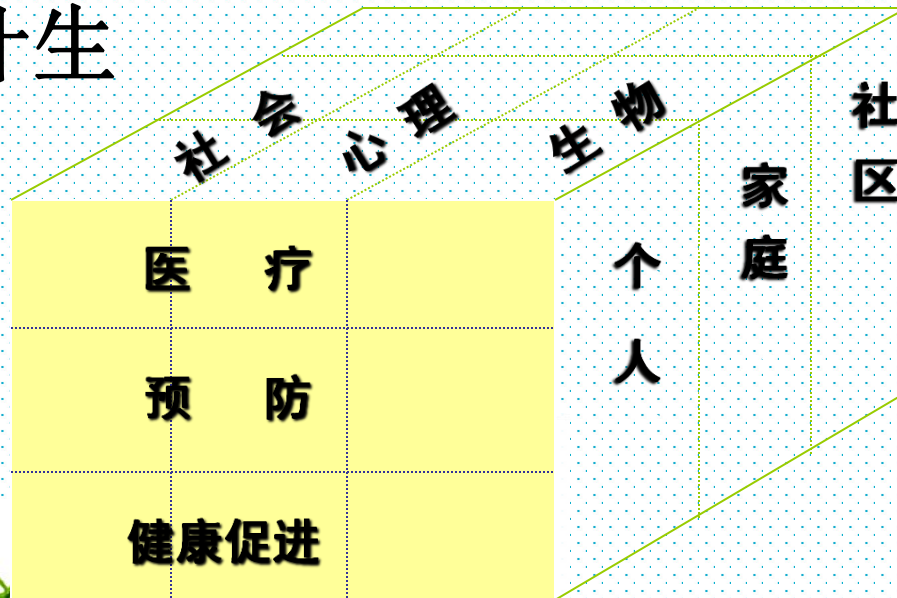 生
社会 心理 生物
社区
家庭
个人
医疗
预防
健康促进